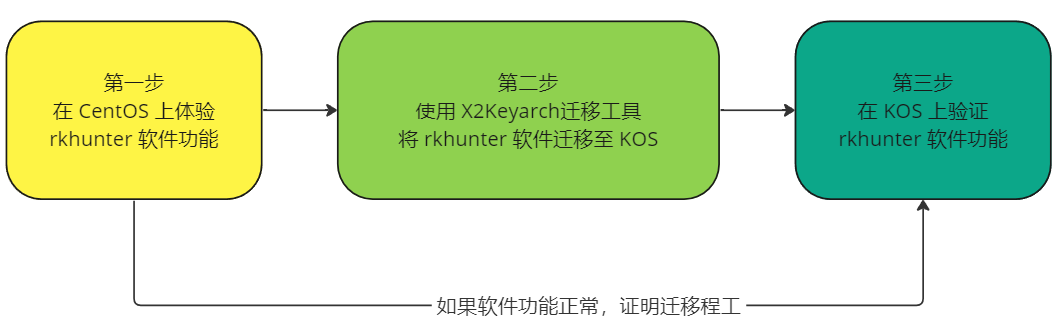 第一步
在 CentOS 上体验
rkhunter 软件功能
第二步
使用 X2Keyarch迁移工具
将 rkhunter 软件迁移至 KOS
第三步
在 KOS 上验证
rkhunter 软件功能
如果软件功能正常，证明迁移程工